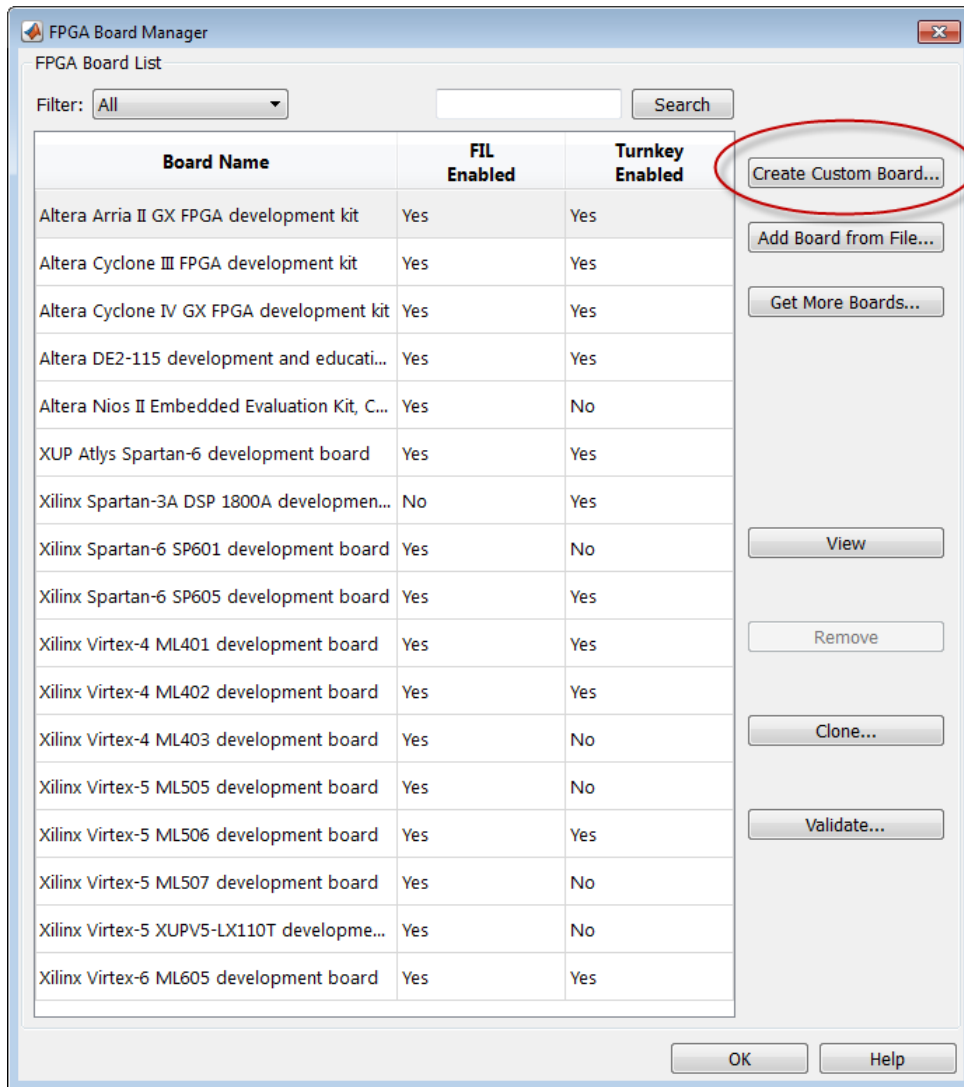 FPGA Board Manager
FPGA Board List
Filter: All Search
Board Name FIL Enabled Turnkey Enabled
Create Custom Board...
Altera Arria II GX FPGA development kit Yes Yes
Add Board from File...
Altera Cyclone III FPGA development kit Yes Yes
Altera Cyclone IV GX FPGA development kit Yes Yes
Get More Boards...
Altera DE2-115 development and educati... Yes Yes
Altera Nios II Embedded Evaluation Kit, C... Yes No
XUP Atlys Spartan-6 development board Yes Yes
Xilinx Spartan-3A DSP 1800A developmen... No Yes
Xilinx Spartan-6 SP601 development board Yes No
View
Xilinx Spartan-6 SP605 development board Yes Yes
Xilinx Virtex-4 ML401 development board Yes Yes
Remove
Xilinx Virtex-4 ML402 development board Yes Yes
Xilinx Virtex-4 ML403 development board Yes No
Clone...
Xilinx Virtex-5 ML505 development board Yes No
Xilinx Virtex-5 ML506 development board Yes Yes
Validate...
Xilinx Virtex-5 ML507 development board Yes No
Xilinx Virtex-5 XUPV5-LX110T developme... Yes No
Xilinx Virtex-6 ML605 development board Yes Yes
OK Help